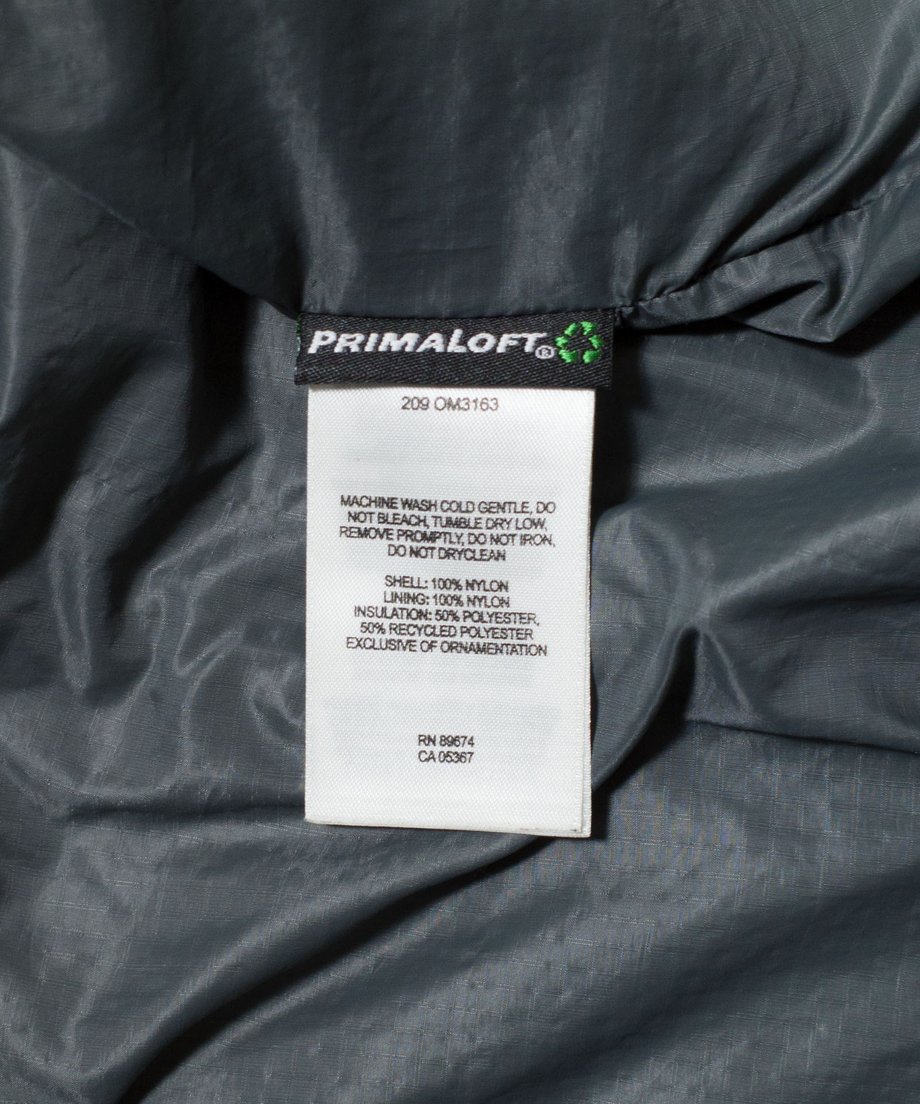 PRIMALOFT®
209 OM3163
MACHINE WASH COLD GENTLE, DO
NOT BLEACH, TUMBLE DRY LOW,
REMOVE PROMPTLY, DO NOT IRON,
DO NOT DRYCLEAN
SHELL: 100% NYLON
LINING: 100% NYLON
INSULATION: 50% POLYESTER,
50% RECYCLED POLYESTER
EXCLUSIVE OF ORNAMENTATION
RN 89674
CA 05367